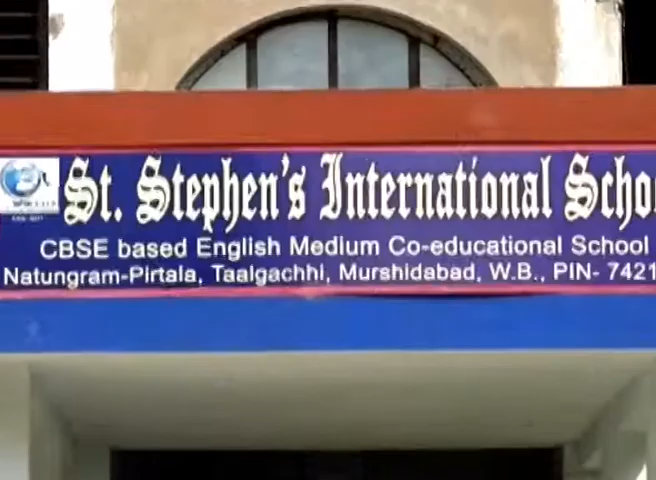 St. Stephen's International Scho
CBSE based English Medium Co-educational School
Natungram-Pirtala, Taalgachhi, Murshidabad, W.B., PIN- 7421